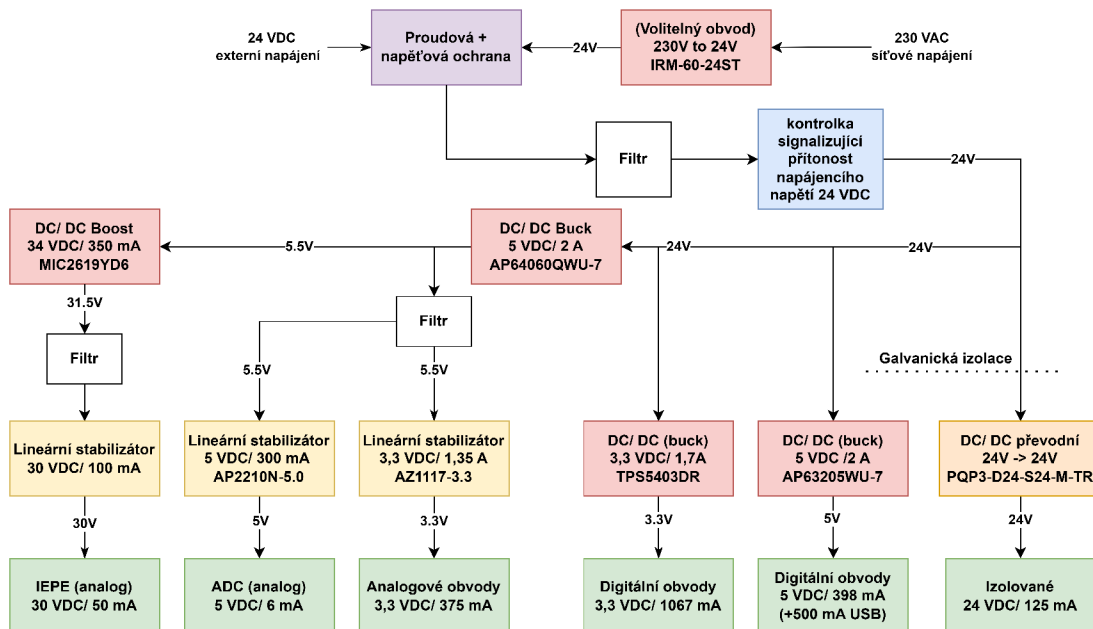 24 VDC
externí napájení
Proudová +
napěťová ochrana
24V
(Volitelný obvod)
230V to 24V
IRM-60-24ST
230 VAC
síťové napájení
Filtr
kontrolka
signalizující
přítonost
napájencího
napětí 24 VDC
24V
DC/ DC Boost
34 VDC/ 350 mA
MIC2619YD6
5.5V
DC/ DC Buck
5 VDC/ 2 A
AP64060QWU-7
24V
24V
31.5V
Filtr
Filtr
5.5V
5.5V
Galvanická izolace
Lineární stabilizátor
30 VDC/ 100 mA
Lineární stabilizátor
5 VDC/ 300 mA
AP2210N-5.0
Lineární stabilizátor
3,3 VDC/ 1,35 A
AZ1117-3.3
DC/ DC (buck)
3,3 VDC/ 1,7A
TPS5403DR
DC/ DC (buck)
5 VDC /2 A
AP63205WU-7
DC/ DC převodní
24V -> 24V
PQP3-D24-S24-M-TR
30V
5V
3.3V
3.3V
5V
24V
IEPE (analog)
30 VDC/ 50 mA
ADC (analog)
5 VDC/ 6 mA
Analogové obvody
3,3 VDC/ 375 mA
Digitální obvody
3,3 VDC/ 1067 mA
Digitální obvody
5 VDC/ 398 mA
(+500 mA USB)
Izolované
24 VDC/ 125 mA